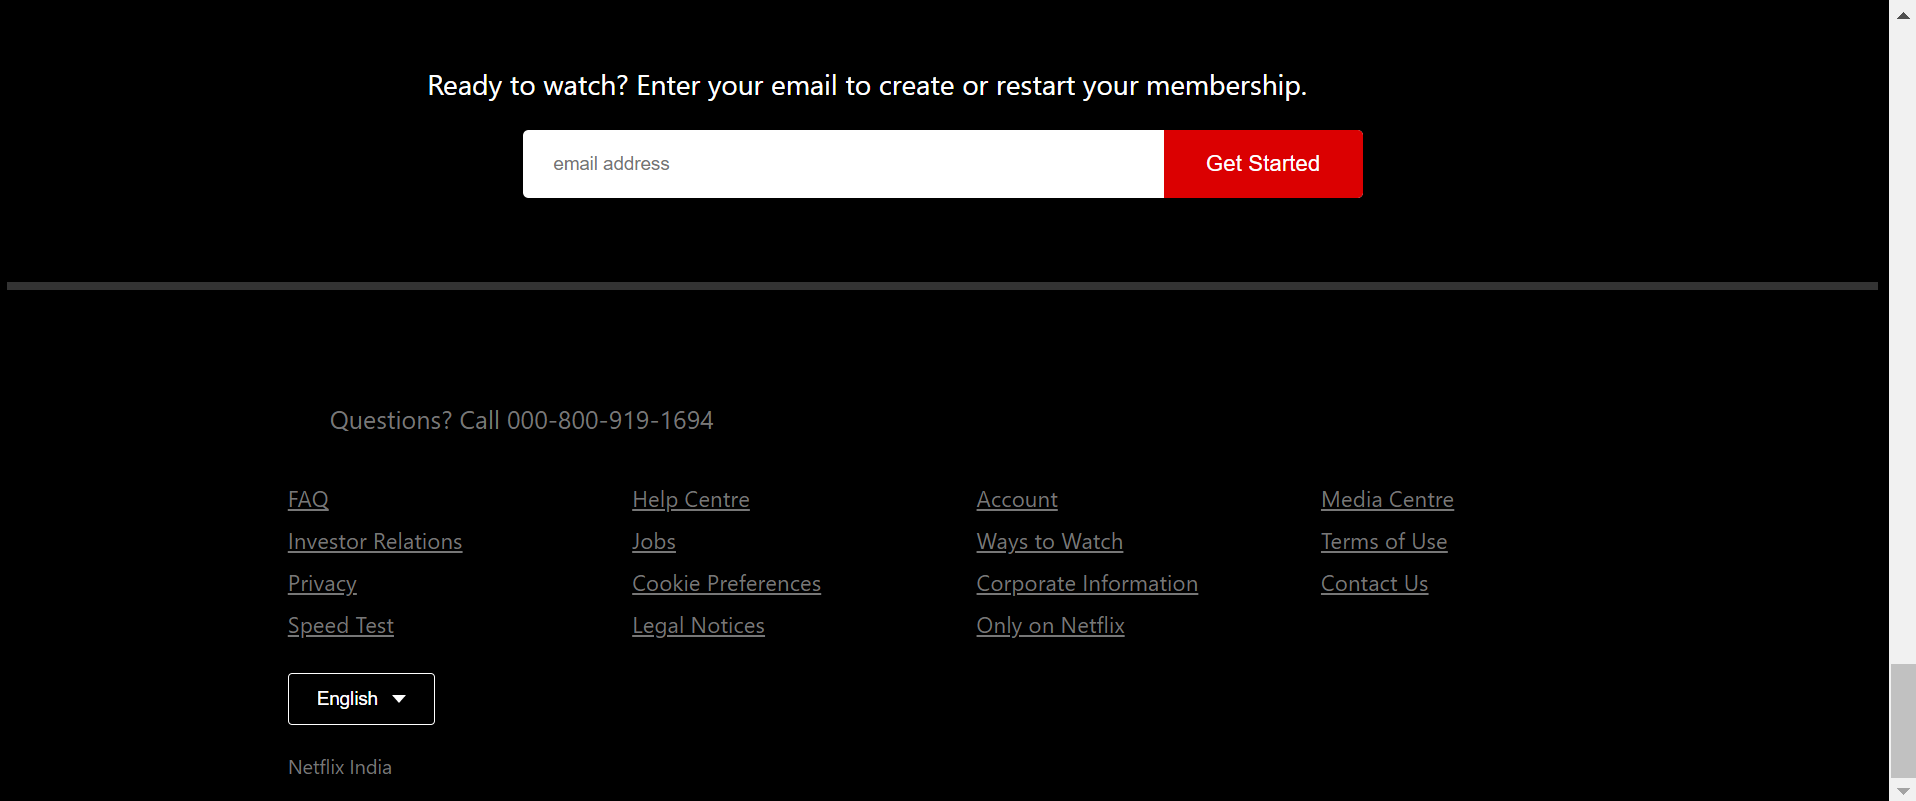 Ready to watch? Enter your email to create or restart your membership.
email address
Get Started
Questions? Call 000-800-919-1694
FAQ
Help Centre
Account
Media Centre
Investor Relations
Jobs
Ways to Watch
Terms of Use
Privacy
Cookie Preferences
Corporate Information
Contact Us
Speed Test
Legal Notices
Only on Netflix
English
Netflix India